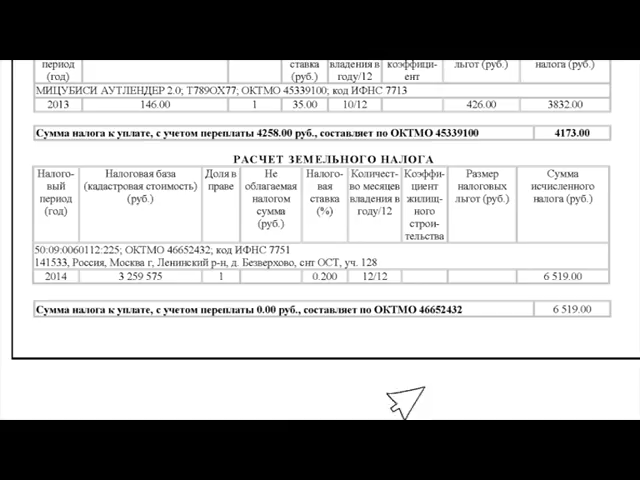 период ставка владения в коэффици- льгот (руб.) налога (руб.)
(год) (руб.) году/12 ент
МИЦУБИСИ АУТЛЕНДЕР 2.0; Т789ОХ77; ОКТМО 45339100; код ИФНС 7713
2013 146.00 1 35.00 10/12 426.00 3832.00
Сумма налога к уплате, с учетом переплаты 4258.00 руб., составляет по ОКТМО 45339100 4173.00
РАСЧЕТ ЗЕМЕЛЬНОГО НАЛОГА
Налого- Налоговая база Доля в Не Налого- Количест- Коэффи- Размер Сумма
вый (кадастровая стоимость) праве облагаемая вая во месяцев циент налоговых исчисленного
период (руб.) налогом ставка владения в жилищ- льгот (руб.) налога (руб.)
(год) сумма (%) году/12 ного
(руб.) строи-
тельства
50:09:0060112:225; ОКТМО 46652432; код ИФНС 7751
141533, Россия, Москва г, Ленинский р-н, д. Безверхово, снт ОСТ, уч. 128
2014 3 259 575 1 0.200 12/12 6 519.00
Сумма налога к уплате, с учетом переплаты 0.00 руб., составляет по ОКТМО 46652432 6 519.00